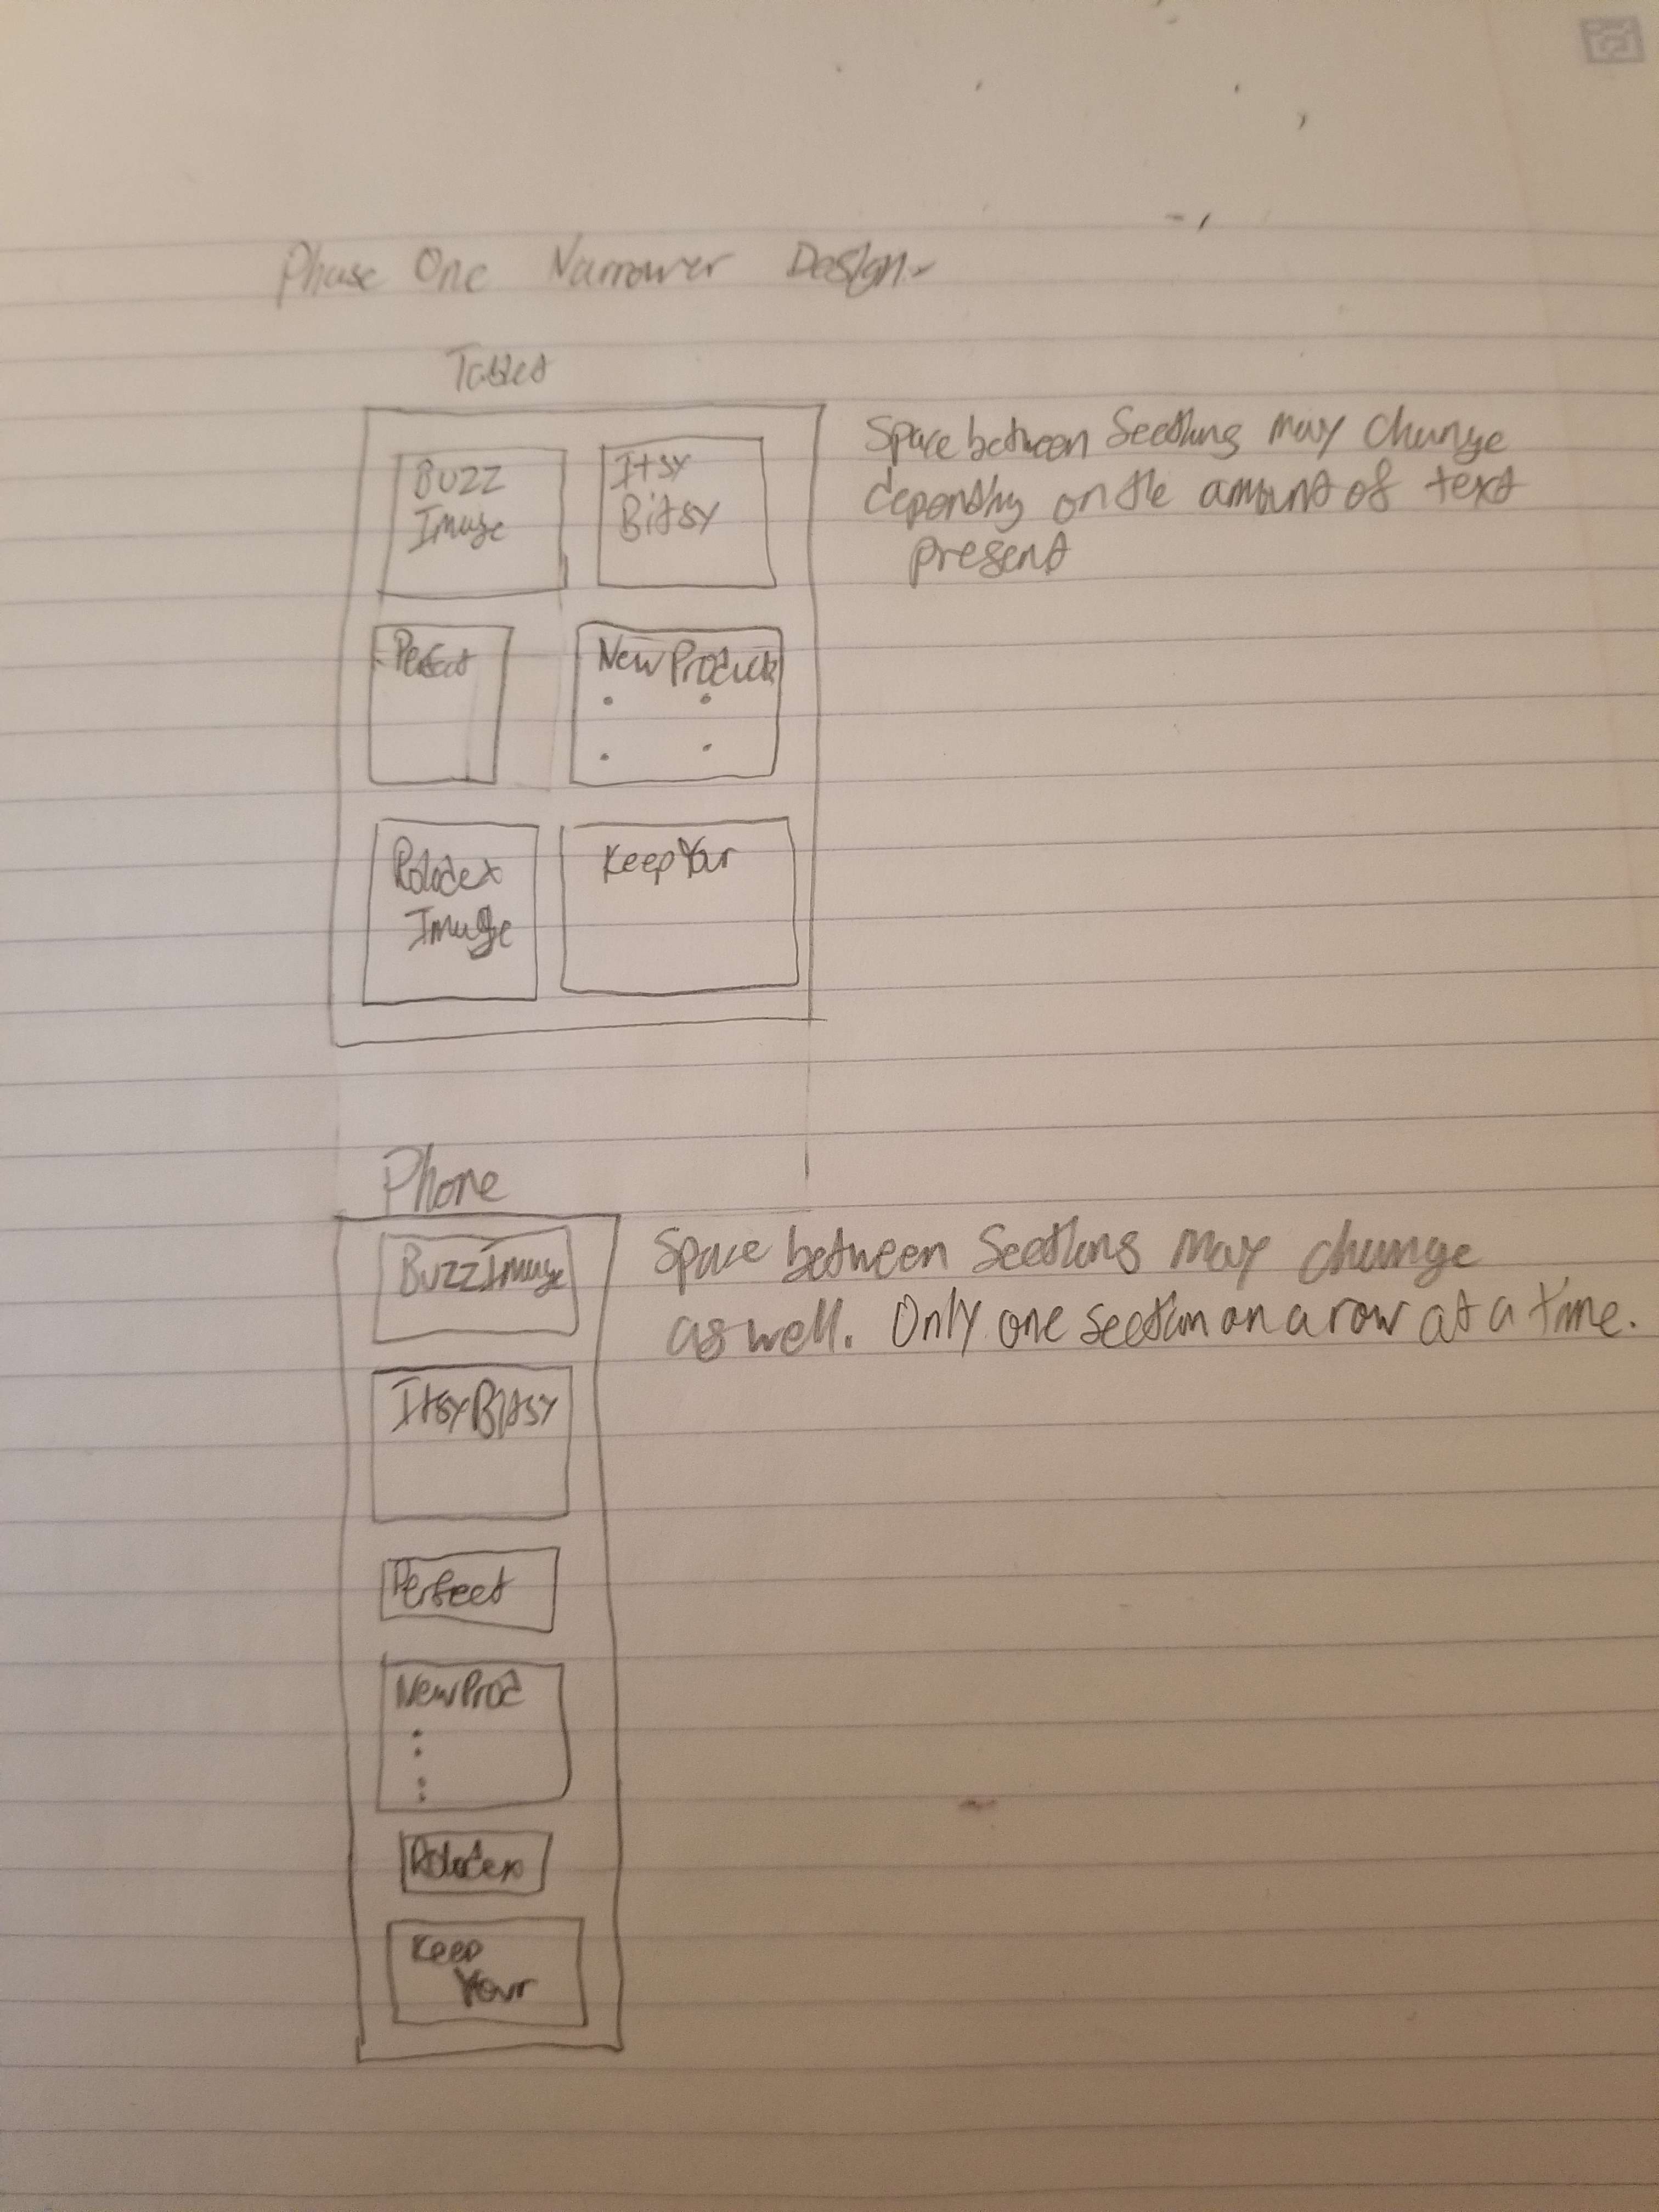 Phase One Narrower Design
Tablet
Buzz
Image
Itsy
Bitsy
Space between Sections may change
depending on the amount of text
present
Perfect
New Products
Rolodex
Image
Keep Your
Phone
Buzz Image
Space between Sections may change
as well. Only one section on a row at a time.
Itsy Bitsy
Perfect
New Prod
Rolodex
Keep
Your